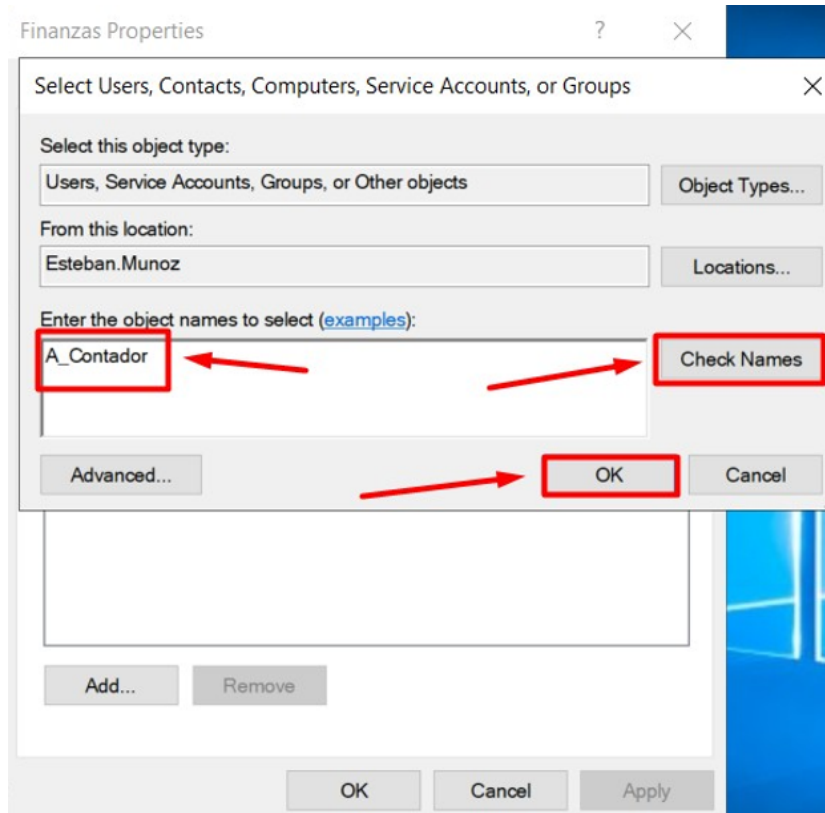 Finanzas Properties
?
Select Users, Contacts, Computers, Service Accounts, or Groups
Select this object type:
Users, Service Accounts, Groups, or Other objects
Object Types...
From this location:
Esteban.Munoz
Locations...
Enter the object names to select (examples):
A_Contador
Check Names
Advanced...
OK
Cancel
Add...
Remove
OK
Cancel
Apply